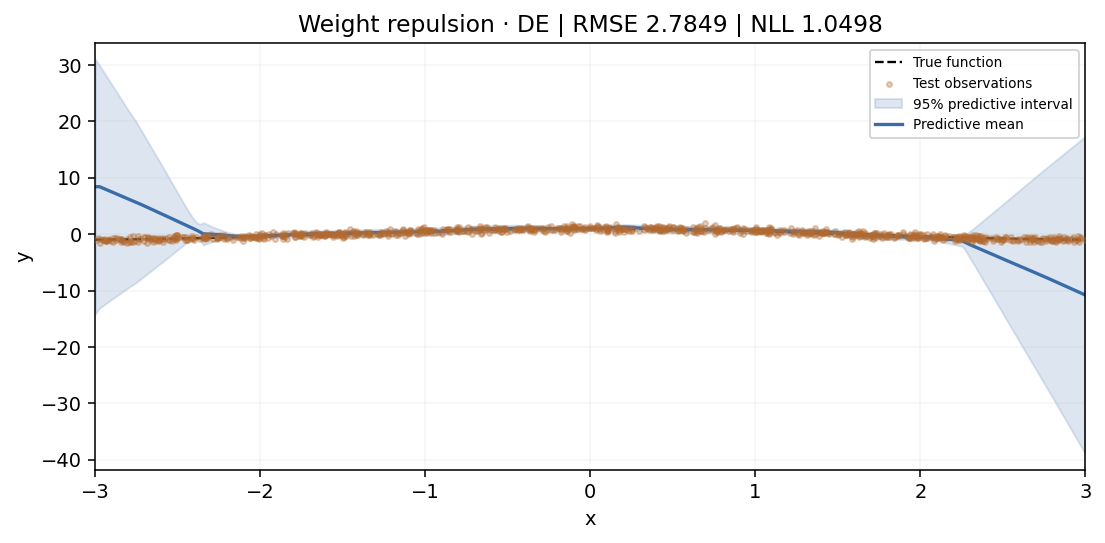 Weight repulsion · DE | RMSE 2.7849 | NLL 1.0498
True function
Test observations
95% predictive interval
Predictive mean
30
20
10
0
−10
−20
−30
−40
y
−3
−2
−1
0
1
2
3
x